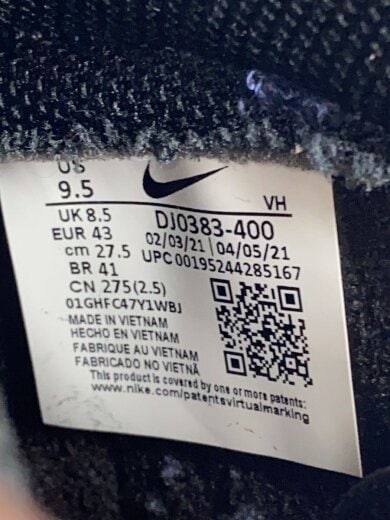 US
9.5
VH
UK 8.5
DJ0383-400
EUR 43
02/03/21 04/05/21
cm 27.5
UPC 00195244285167
BR 41
CN 275(2.5)
01GHFC47Y1WBJ
MADE IN VIETNAM
HECHO EN VIETNAM
FABRIQUE AU VIETNAM
FABRICADO NO VIETNÃ
This product is covered by one or more patents:
www.nike.com/patentsvirtualmarking